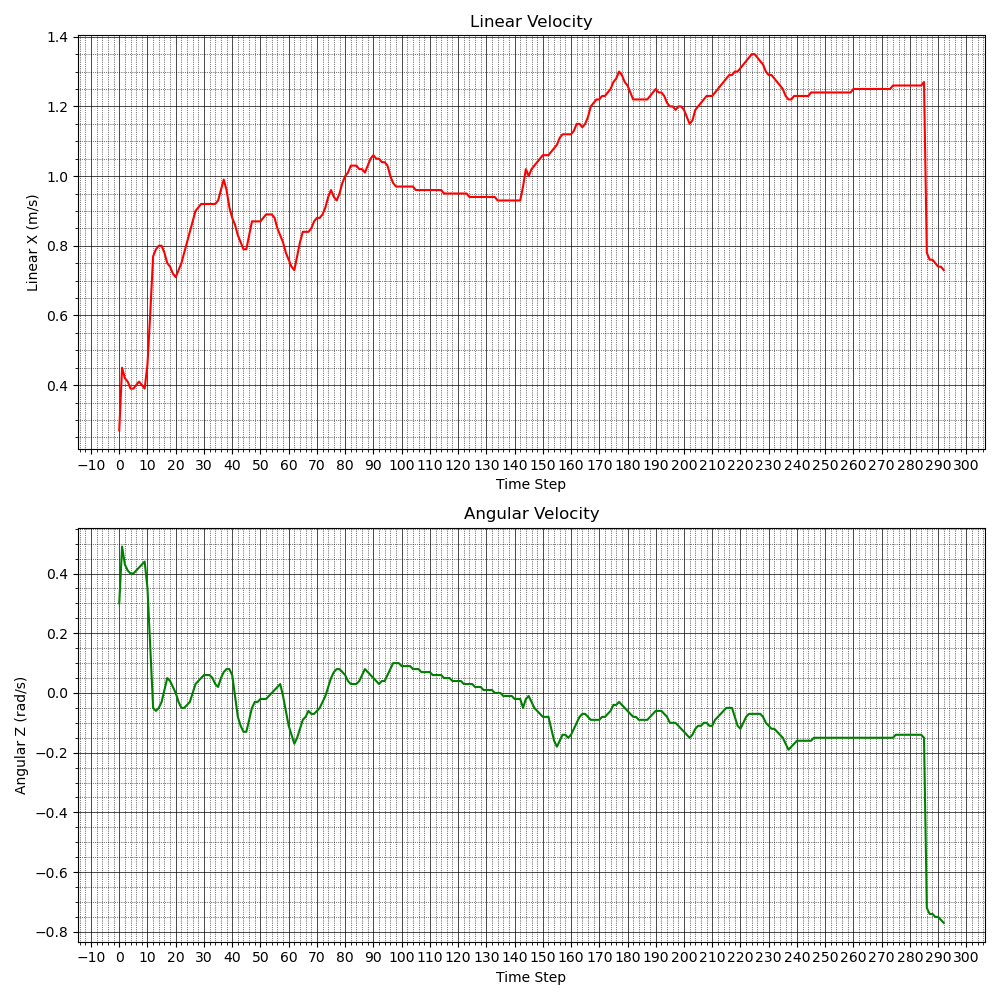 Linear Velocity
1.4
1.2
1.0
0.8
0.6
0.4
Linear X (m/s)
−10 0 10 20 30 40 50 60 70 80 90 100 110 120 130 140 150 160 170 180 190 200 210 220 230 240 250 260 270 280 290 300
Time Step
Angular Velocity
0.4
0.2
0.0
−0.2
−0.4
−0.6
−0.8
Angular Z (rad/s)
−10 0 10 20 30 40 50 60 70 80 90 100 110 120 130 140 150 160 170 180 190 200 210 220 230 240 250 260 270 280 290 300
Time Step